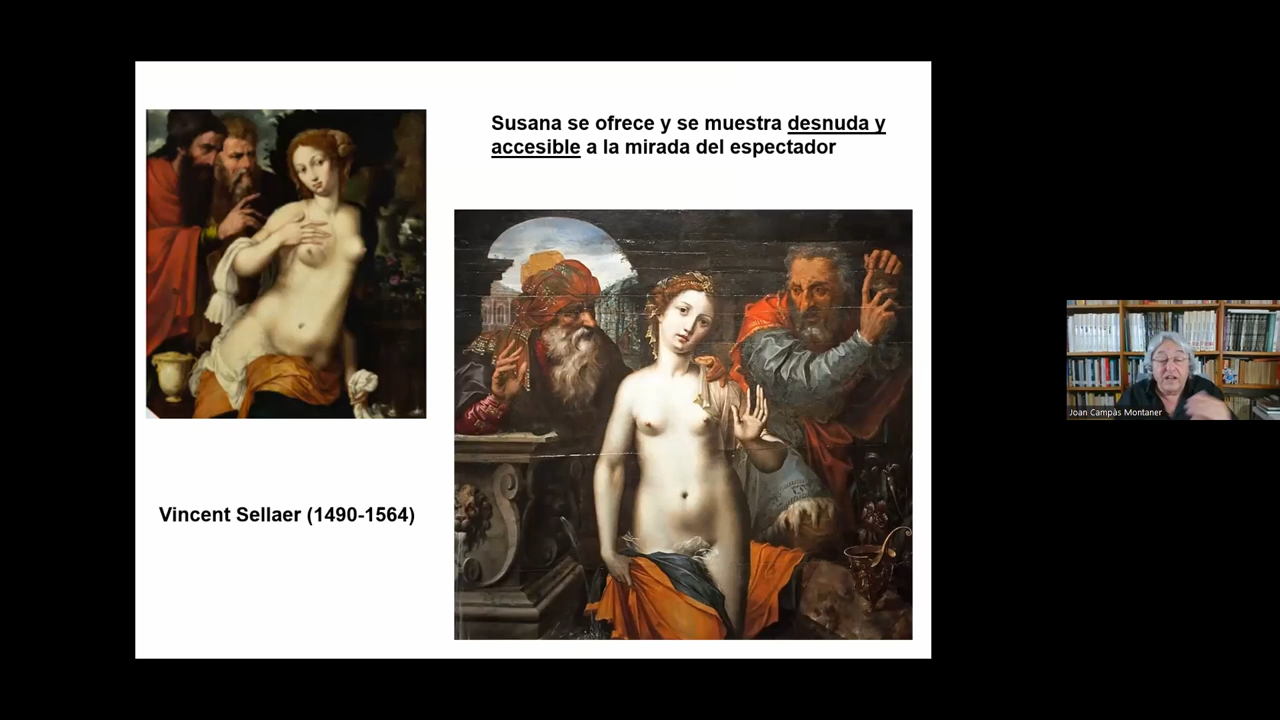 Susana se ofrece y se muestra desnuda y
accesible a la mirada del espectador
Vincent Sellaer (1490-1564)
Joan Campàs Montaner